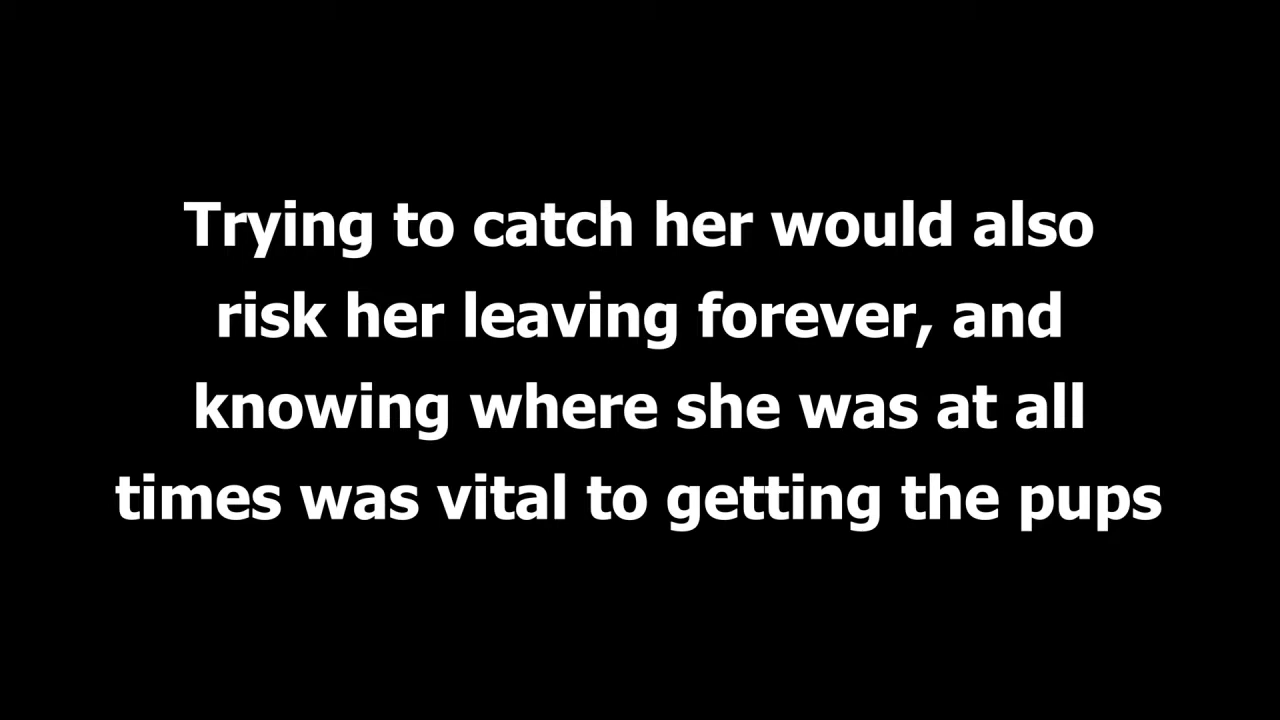 Trying to catch her would also
risk her leaving forever, and
knowing where she was at all
times was vital to getting the pups